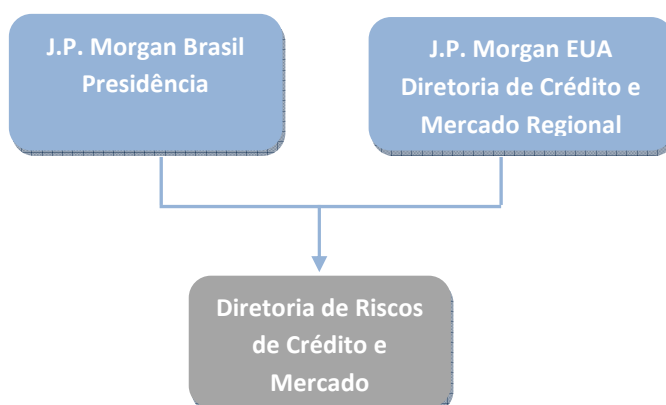 J.P. Morgan Brasil
Presidência
J.P. Morgan EUA
Diretoria de Crédito e
Mercado Regional
Diretoria de Riscos
de Crédito e
Mercado